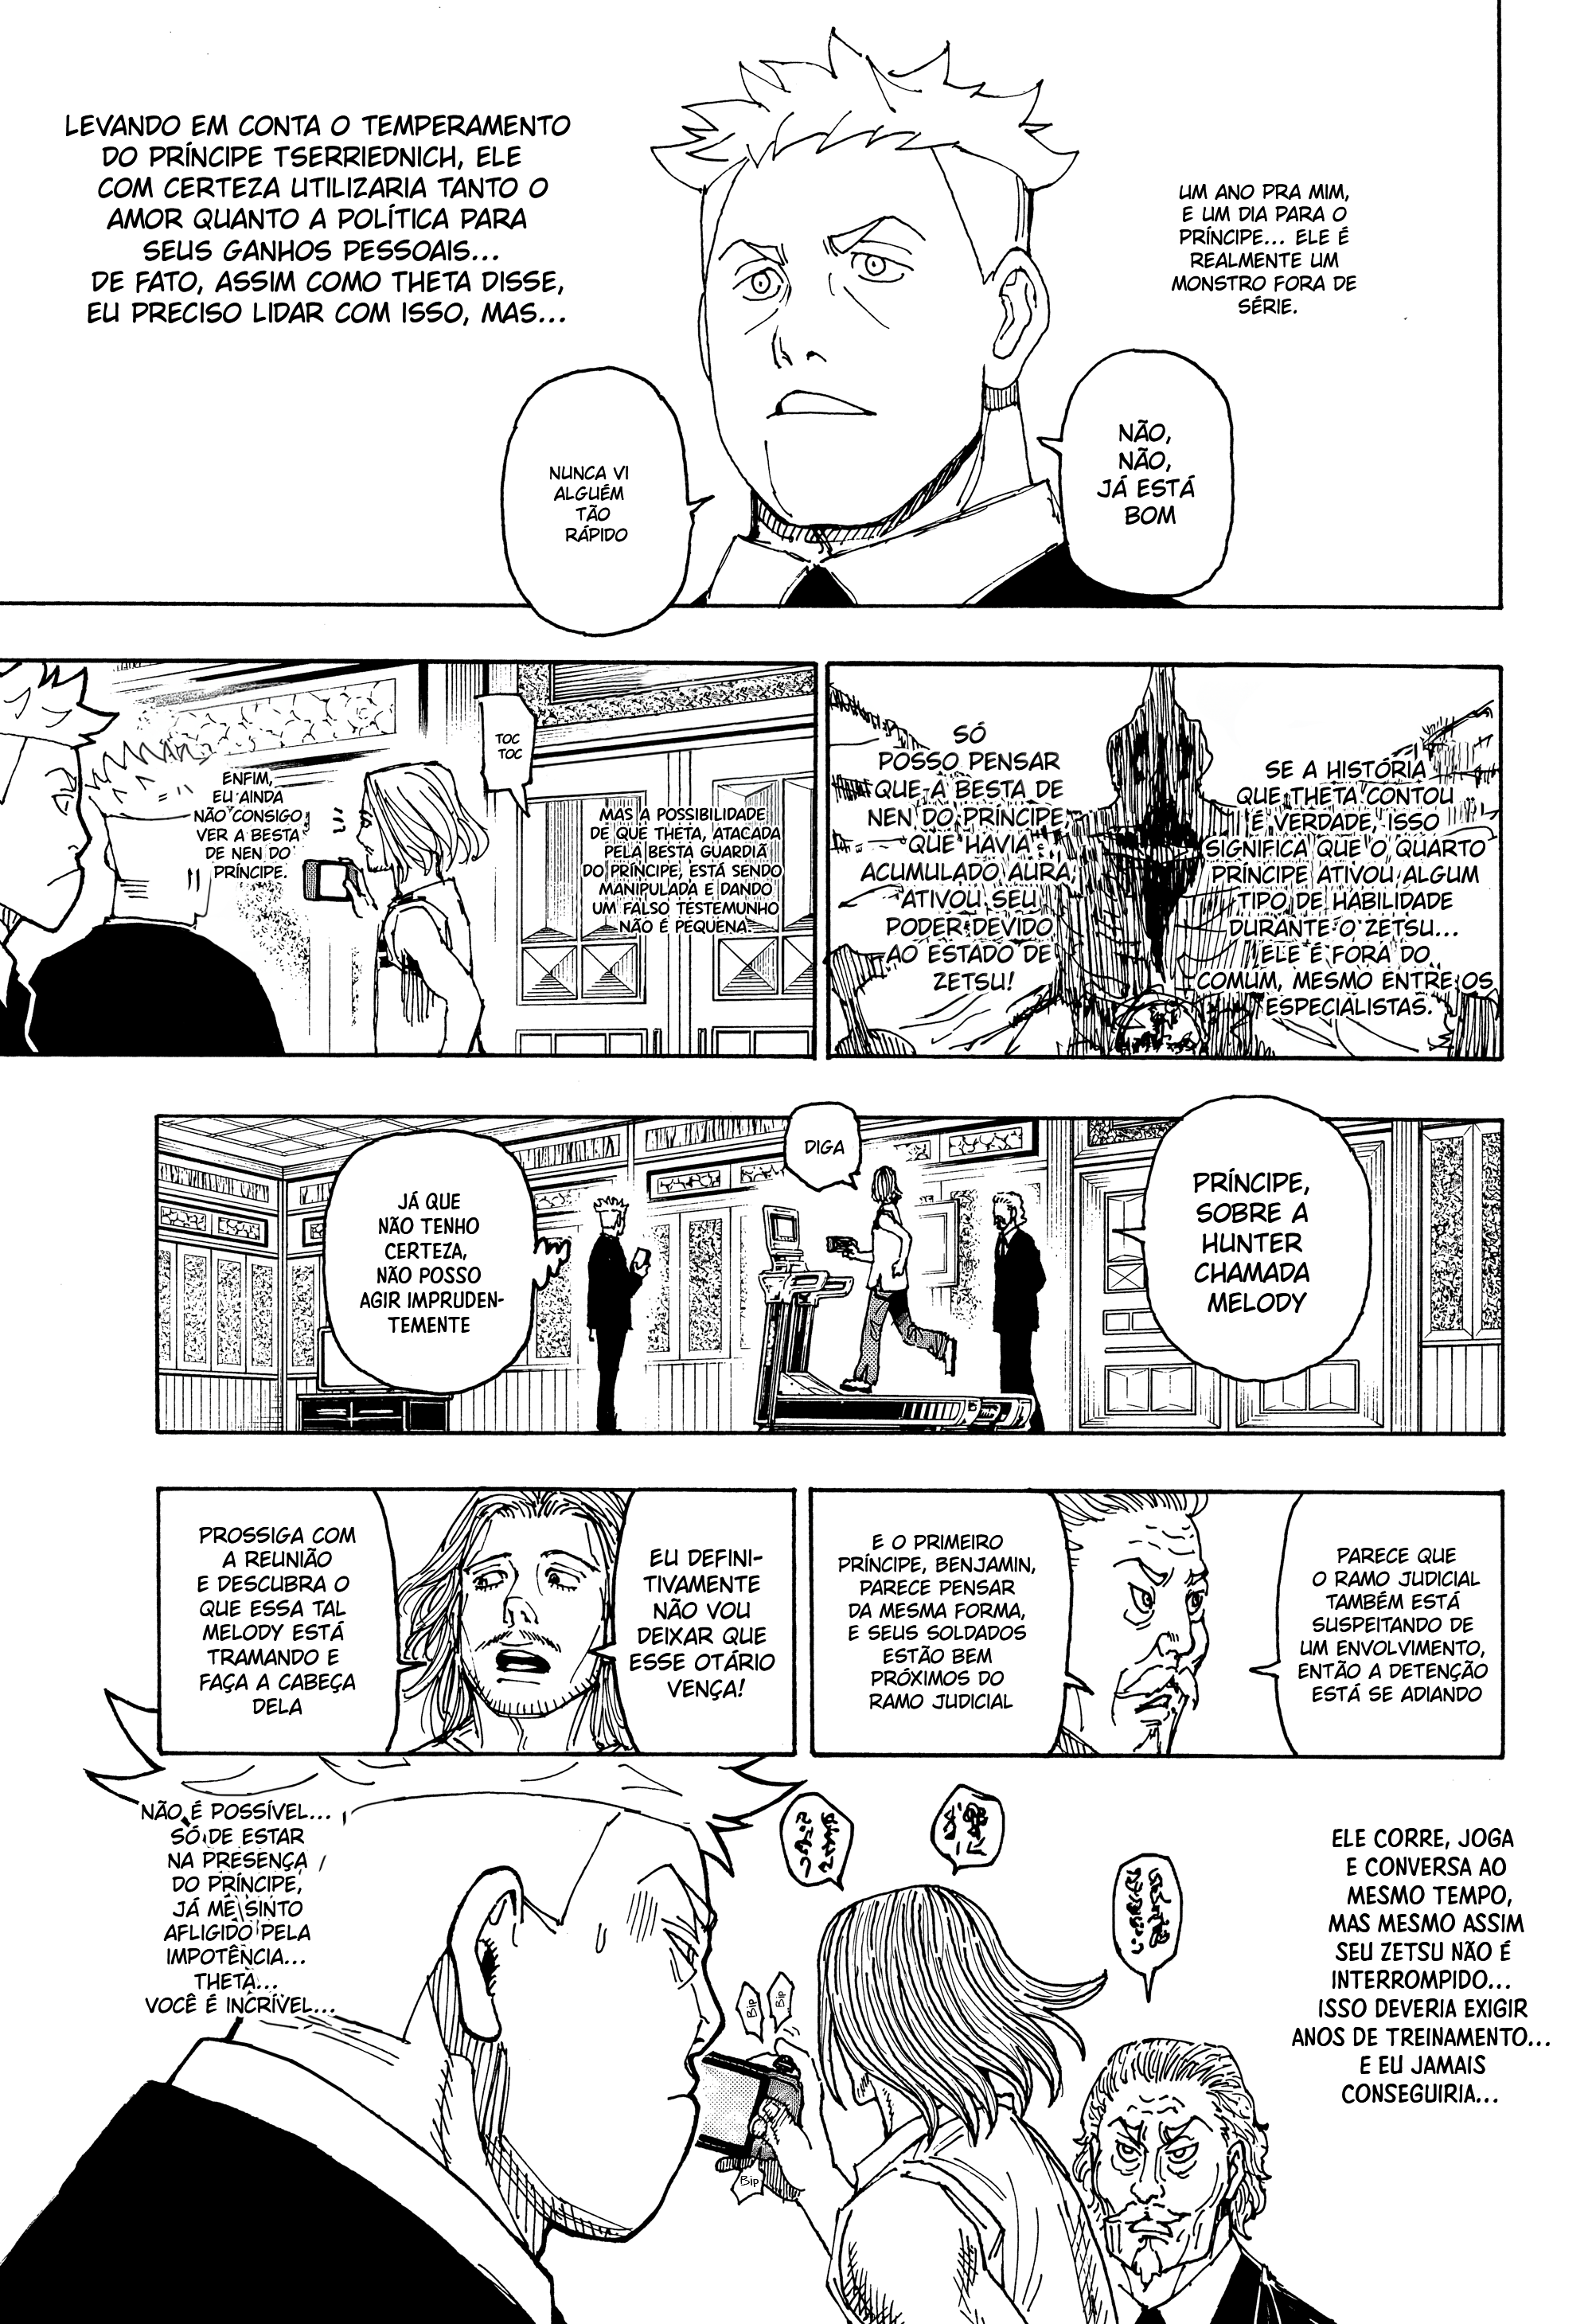 UM ANO PRA MIM,
E UM DIA PARA O
PRÍNCIPE... ELE É
REALMENTE UM
MONSTRO FORA DE
SÉRIE.
NÃO,
NÃO,
JÁ ESTÁ
BOM
NUNCA VI
ALGUÉM
TÃO
RÁPIDO
LEVANDO EM CONTA O TEMPERAMENTO
DO PRÍNCIPE TSERRIEDNICH, ELE
COM CERTEZA UTILIZARIA TANTO O
AMOR QUANTO A POLÍTICA PARA
SEUS GANHOS PESSOAIS...
DE FATO, ASSIM COMO THETA DISSE,
EU PRECISO LIDAR COM ISSO, MAS...
SE A HISTÓRIA
QUE THETA CONTOU
É VERDADE, ISSO
SIGNIFICA QUE O QUARTO
PRÍNCIPE ATIVOU ALGUM
TIPO DE HABILIDADE
DURANTE O ZETSU...
ELE É FORA DO
COMUM, MESMO ENTRE OS
ESPECIALISTAS.
SÓ
POSSO PENSAR
QUE A BESTA DE
NEN DO PRÍNCIPE,
QUE HAVIA
ACUMULADO AURA,
ATIVOU SEU
PODER DEVIDO
AO ESTADO DE
ZETSU!
MAS A POSSIBILIDADE
DE QUE THETA, ATACADA
PELA BESTA GUARDIÃ
DO PRÍNCIPE, ESTÁ SENDO
MANIPULADA E DANDO
UM FALSO TESTEMUNHO
NÃO É PEQUENA.
TOC
TOC
ENFIM,
EU AINDA
NÃO CONSIGO
VER A BESTA
DE NEN DO
PRÍNCIPE.
PRÍNCIPE,
SOBRE A
HUNTER
CHAMADA
MELODY
DIGA
JÁ QUE
NÃO TENHO
CERTEZA,
NÃO POSSO
AGIR IMPRUDEN-
TEMENTE
PARECE QUE
O RAMO JUDICIAL
TAMBÉM ESTÁ
SUSPEITANDO DE
UM ENVOLVIMENTO,
ENTÃO A DETENÇÃO
ESTÁ SE ADIANDO
E O PRIMEIRO
PRÍNCIPE, BENJAMIN,
PARECE PENSAR
DA MESMA FORMA,
E SEUS SOLDADOS
ESTÃO BEM
PRÓXIMOS DO
RAMO JUDICIAL
EU DEFINI-
TIVAMENTE
NÃO VOU
DEIXAR QUE
ESSE OTÁRIO
VENÇA!
PROSSIGA COM
A REUNIÃO
E DESCUBRA O
QUE ESSA TAL
MELODY ESTÁ
TRAMANDO E
FAÇA A CABEÇA
DELA
ELE CORRE, JOGA
E CONVERSA AO
MESMO TEMPO,
MAS MESMO ASSIM
SEU ZETSU NÃO É
INTERROMPIDO...
ISSO DEVERIA EXIGIR
ANOS DE TREINAMENTO...
E EU JAMAIS
CONSEGUIRIA...
Bip
Bip
Bip
NÃO É POSSÍVEL...
SÓ DE ESTAR
NA PRESENÇA
DO PRÍNCIPE,
JÁ ME SINTO
AFLIGIDO PELA
IMPOTÊNCIA...
THETA...
VOCÊ É INCRÍVEL...